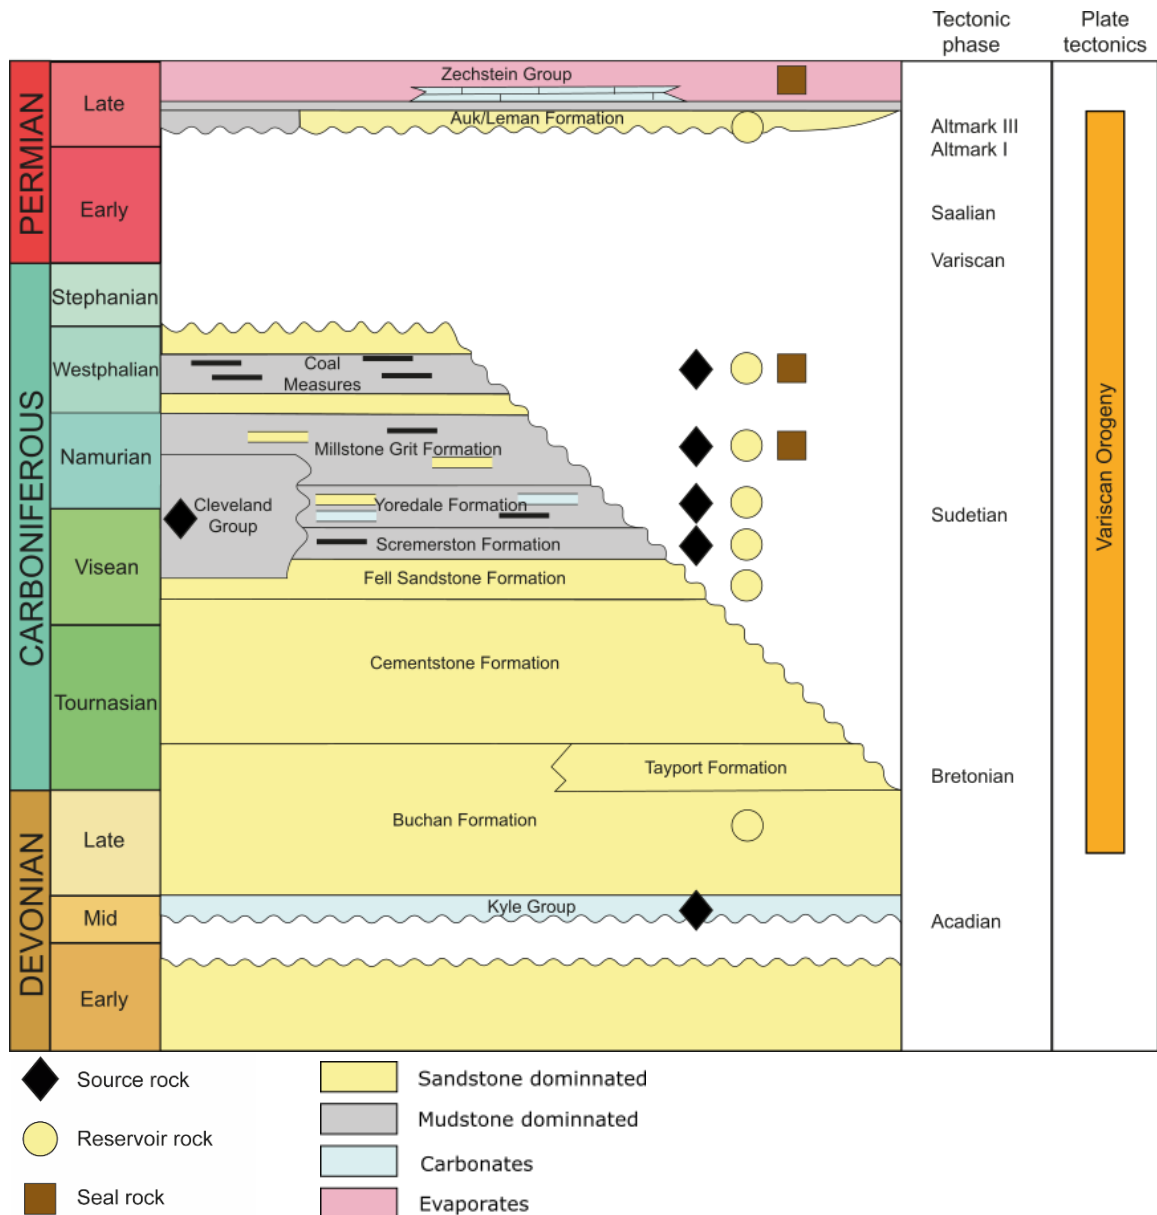 Tectonic
phase
Plate
tectonics
PERMIAN
Late
Early
Zechstein Group
Auk/Leman Formation
Altmark III
Altmark I
Saalian
Variscan
CARBONIFEROUS
Stephanian
Westphalian
Coal
Measures
Namurian
Millstone Grit Formation
Cleveland
Group
Yoredale Formation
Sudetian
Scremerston Formation
Visean
Fell Sandstone Formation
Cementstone Formation
Tournasian
Tayport Formation
Bretonian
Variscan Orogeny
DEVONIAN
Late
Buchan Formation
Mid
Kyle Group
Acadian
Early
Source rock
Reservoir rock
Seal rock
Sandstone dominnated
Mudstone dominnated
Carbonates
Evaporates